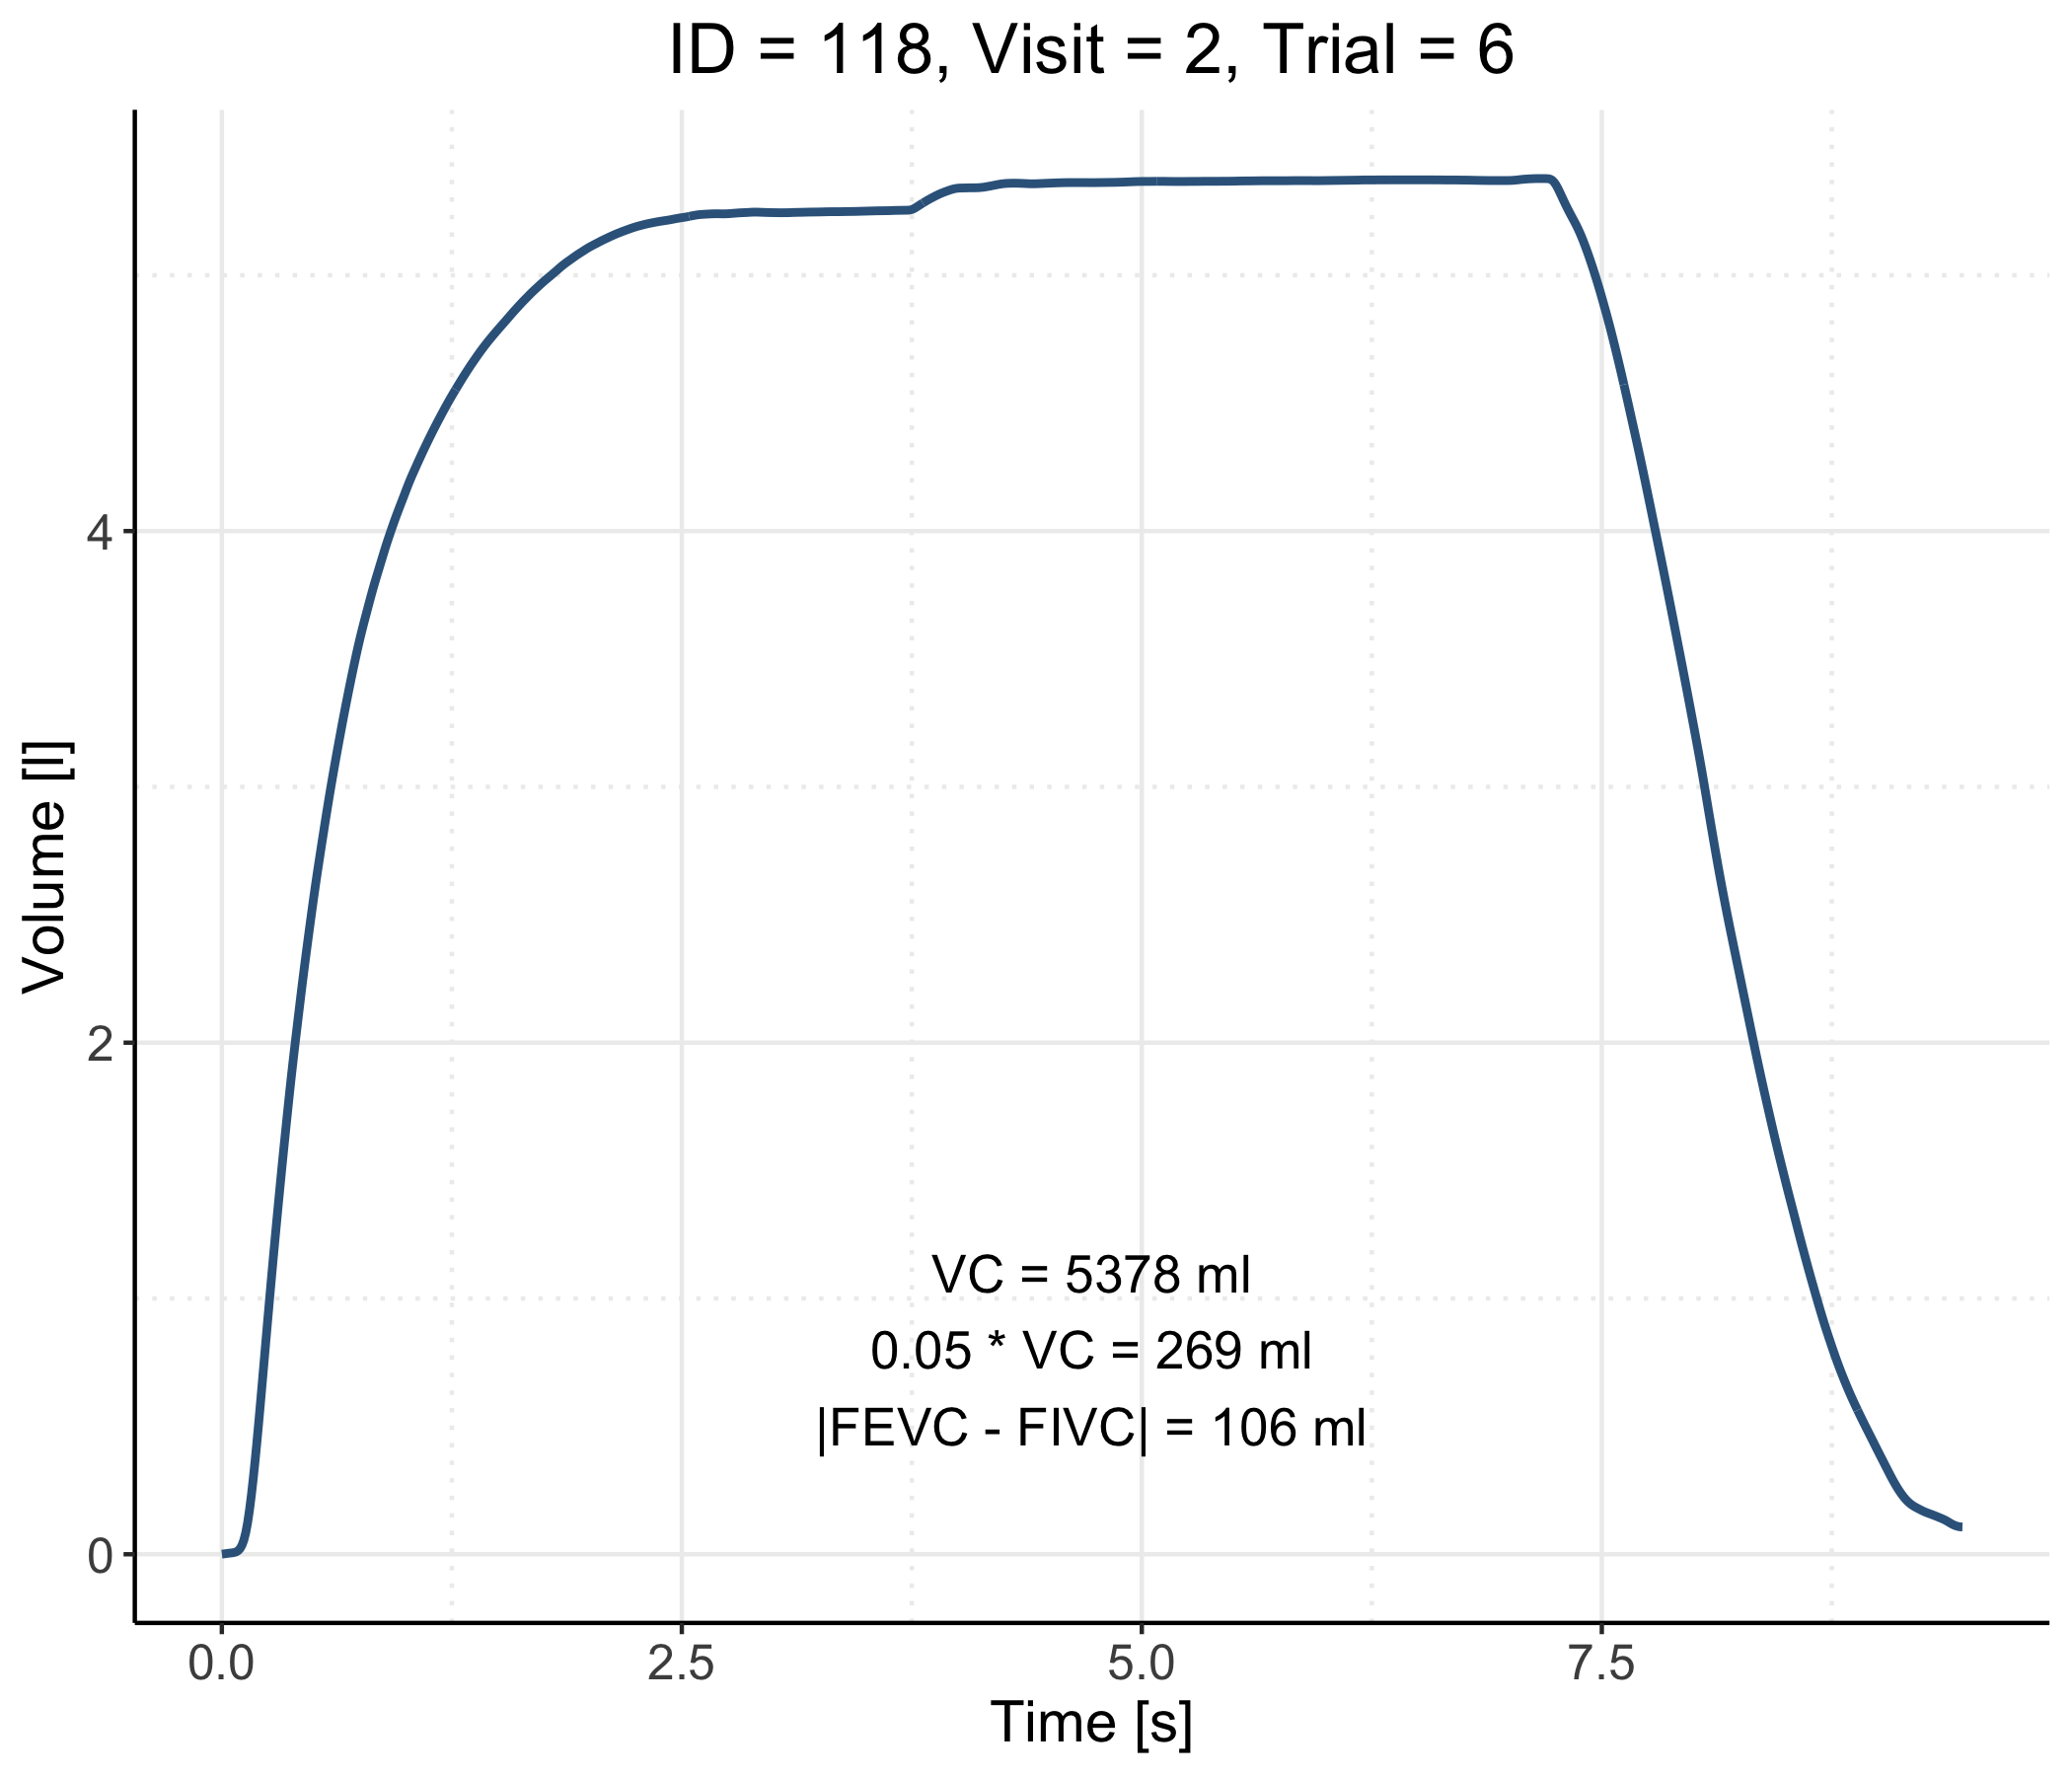 ID = 118, Visit = 2, Trial = 6
Volume [l]
4
2
0
VC = 5378 ml
0.05 * VC = 269 ml
|FEVC - FIVC| = 106 ml
0.0 2.5 5.0 7.5
Time [s]